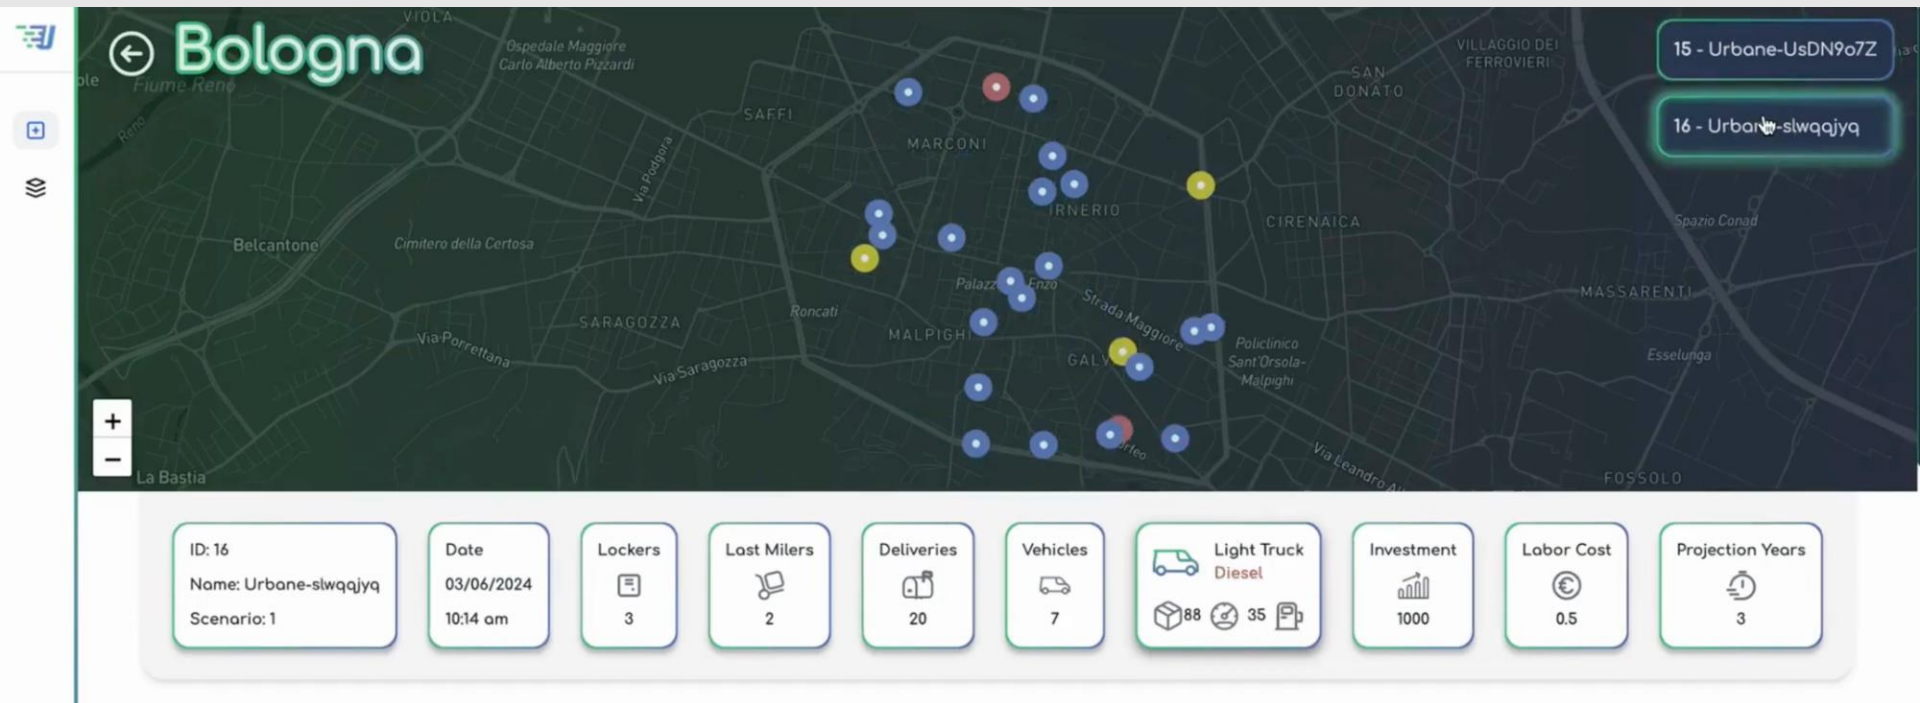 Bologna
15 - Urbane-UsDN9o7Z
16 - Urbane-slwqqjyq
VIOLA
Ospedale Maggiore
Carlo Alberto Pizzardi
VILLAGGIO DEI
FERROVIERI
Fiume Reno
Reno
SAN
DONATO
SAFFI
MARCONI
Via Podgora
IRNERIO
CIRENAICA
Spazio Conad
Belcantone
Cimitero della Certosa
Enzo
Strada Maggiore
MASSARENTI
Roncati
SARAGOZZA
MALPIGHI
Via Porrettana
Via Saragozza
Policlinico
Sant'Orsola-
Malpighi
Esselunga
+
−
La Bastia
FOSSOLO
ID: 16
Name: Urbane-slwqqjyq
Scenario: 1
Date
03/06/2024
10:14 am
Lockers
3
Last Milers
2
Deliveries
20
Vehicles
7
Light Truck
Diesel
88 35
Investment
1000
Labor Cost
0.5
Projection Years
3